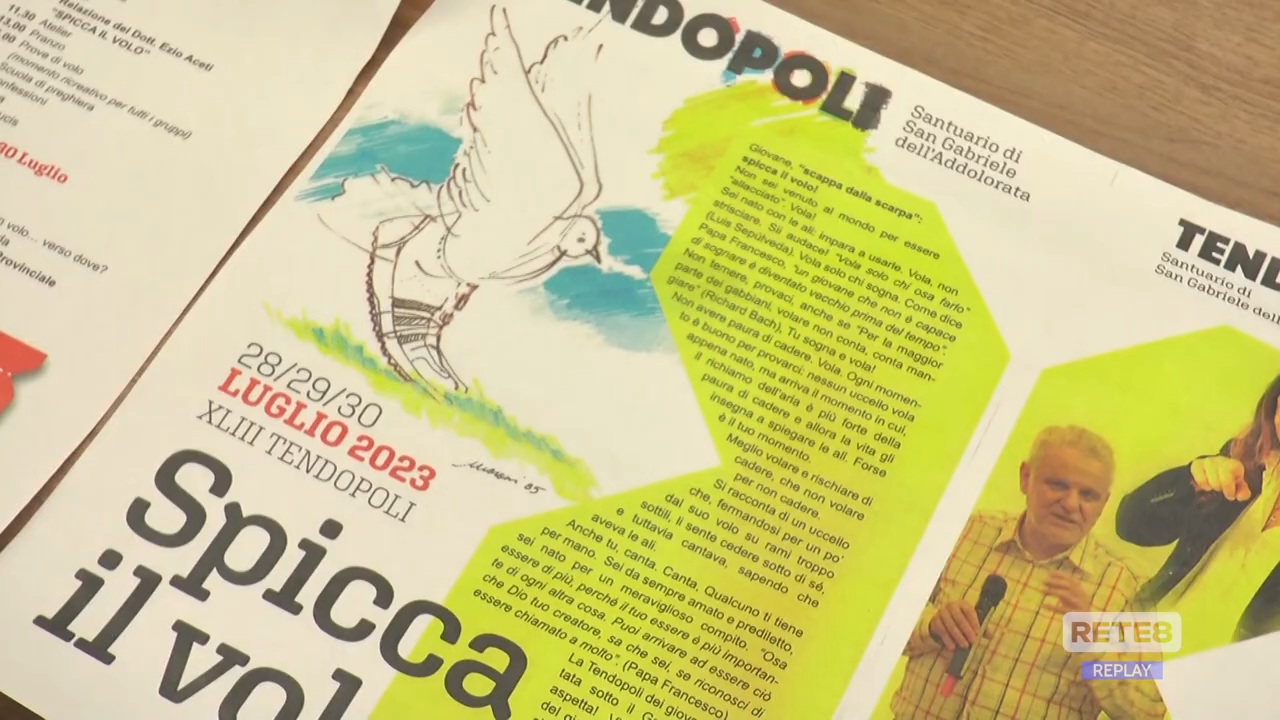 Relazione del Dott. Ezio Aceti
"SPICCA IL VOLO"
11,30 Atelier
13,00 Pranzo
Prove di volo
(momento ricreativo per tutti i gruppi)
Scuola di preghiera
Luglio
volo... verso dove?
Provinciale
TENDOPOLI
Santuario di
San Gabriele
dell'Addolorata
Giovane, "scappa dalla scarpa":
spicca il volo!
Non sei venuto al mondo per essere
"allacciato". Vola!
Sei nato con le ali: impara a usarle. Vola, non
strisciare. Sii audace! "Vola solo chi osa farlo"
(Luis Sepúlveda). Vola solo chi sogna. Come dice
Papa Francesco, "un giovane che non è capace
di sognare è diventato vecchio prima del tempo".
Non temere, provaci, anche se "Per la maggior
parte dei gabbiani, volare non conta, conta man-
giare" (Richard Bach), Tu sogna e vola!
Non avere paura di cadere. Vola. Ogni momen-
to è buono per provarci: nessun uccello vola
appena nato, ma arriva il momento in cui,
il richiamo dell'aria è più forte della
paura di cadere e allora la vita gli
insegna a spiegare le ali. Forse
è il tuo momento.
Meglio volare e rischiare di
cadere, che non volare
per non cadere.
Si racconta di un uccello
che, fermandosi per un po'
dal suo volo su rami troppo
sottili, li sente cedere sotto di sé,
e tuttavia cantava, sapendo che
aveva le ali.
Anche tu, canta. Canta. Qualcuno ti tiene
per mano. Sei da sempre amato e prediletto,
sei nato per un meraviglioso compito. "Osa
essere di più, perché il tuo essere è più importan-
te di ogni altra cosa. Puoi arrivare ad essere ciò
che Dio tuo creatore, sa che sei, se riconosci di
essere chiamato a molto". (Papa Francesco)
La Tendopoli dei giovani
tata sotto il
aspetta!
28/29/30
LUGLIO 2023
XLIII TENDOPOLI
Spicca
il vol
TEND
Santuario di
San Gabriele dell
RETE8
REPLAY